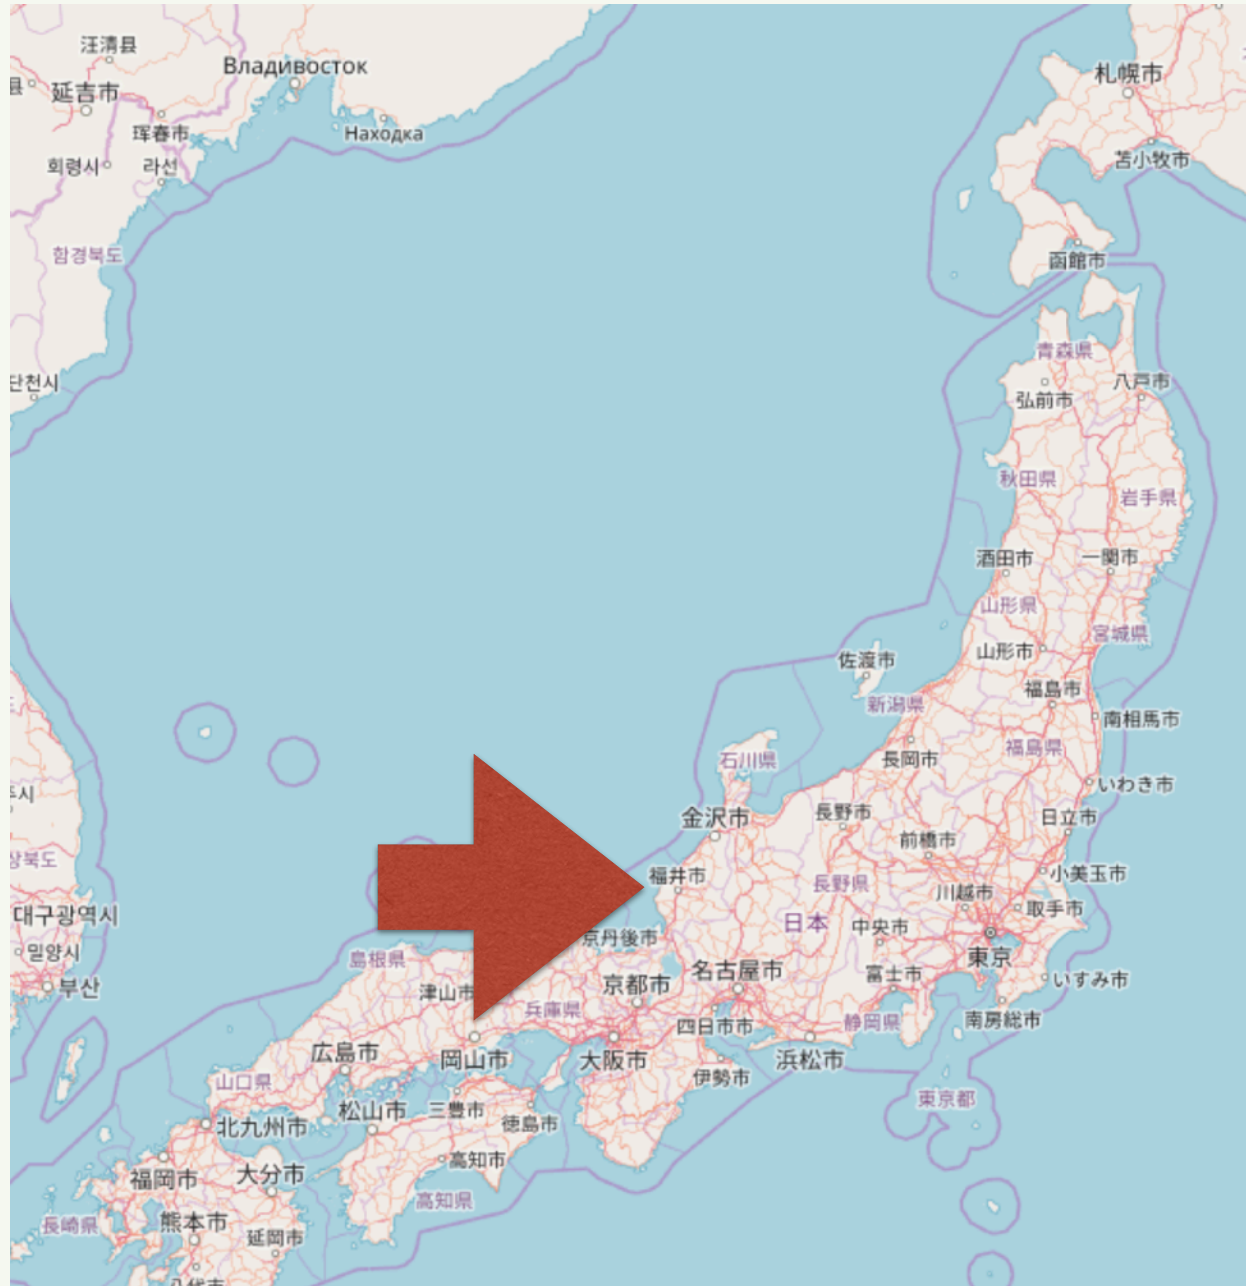 汪清县
Владивосток
札幌市
县
延吉市
珲春市
Находка
회령시
라선
苫小牧市
함경북도
函館市
青森県
단천시
八戸市
弘前市
秋田県
岩手県
酒田市
一関市
山形県
宮城県
山形市
佐渡市
福島市
新潟県
南相馬市
福島県
石川県
長岡市
いわき市
시
金沢市
長野市
日立市
前橋市
상북도
福井市
小美玉市
長野県
川越市
取手市
대구광역시
日本
中央市
京丹後市
밀양시
島根県
東京
名古屋市
富士市
いすみ市
부산
津山市
京都市
兵庫県
四日市市
静岡県
南房総市
広島市
岡山市
大阪市
浜松市
伊勢市
山口県
東京都
松山市
三豊市
徳島市
北九州市
高知市
福岡市
大分市
高知県
長崎県
熊本市
延岡市
八代市